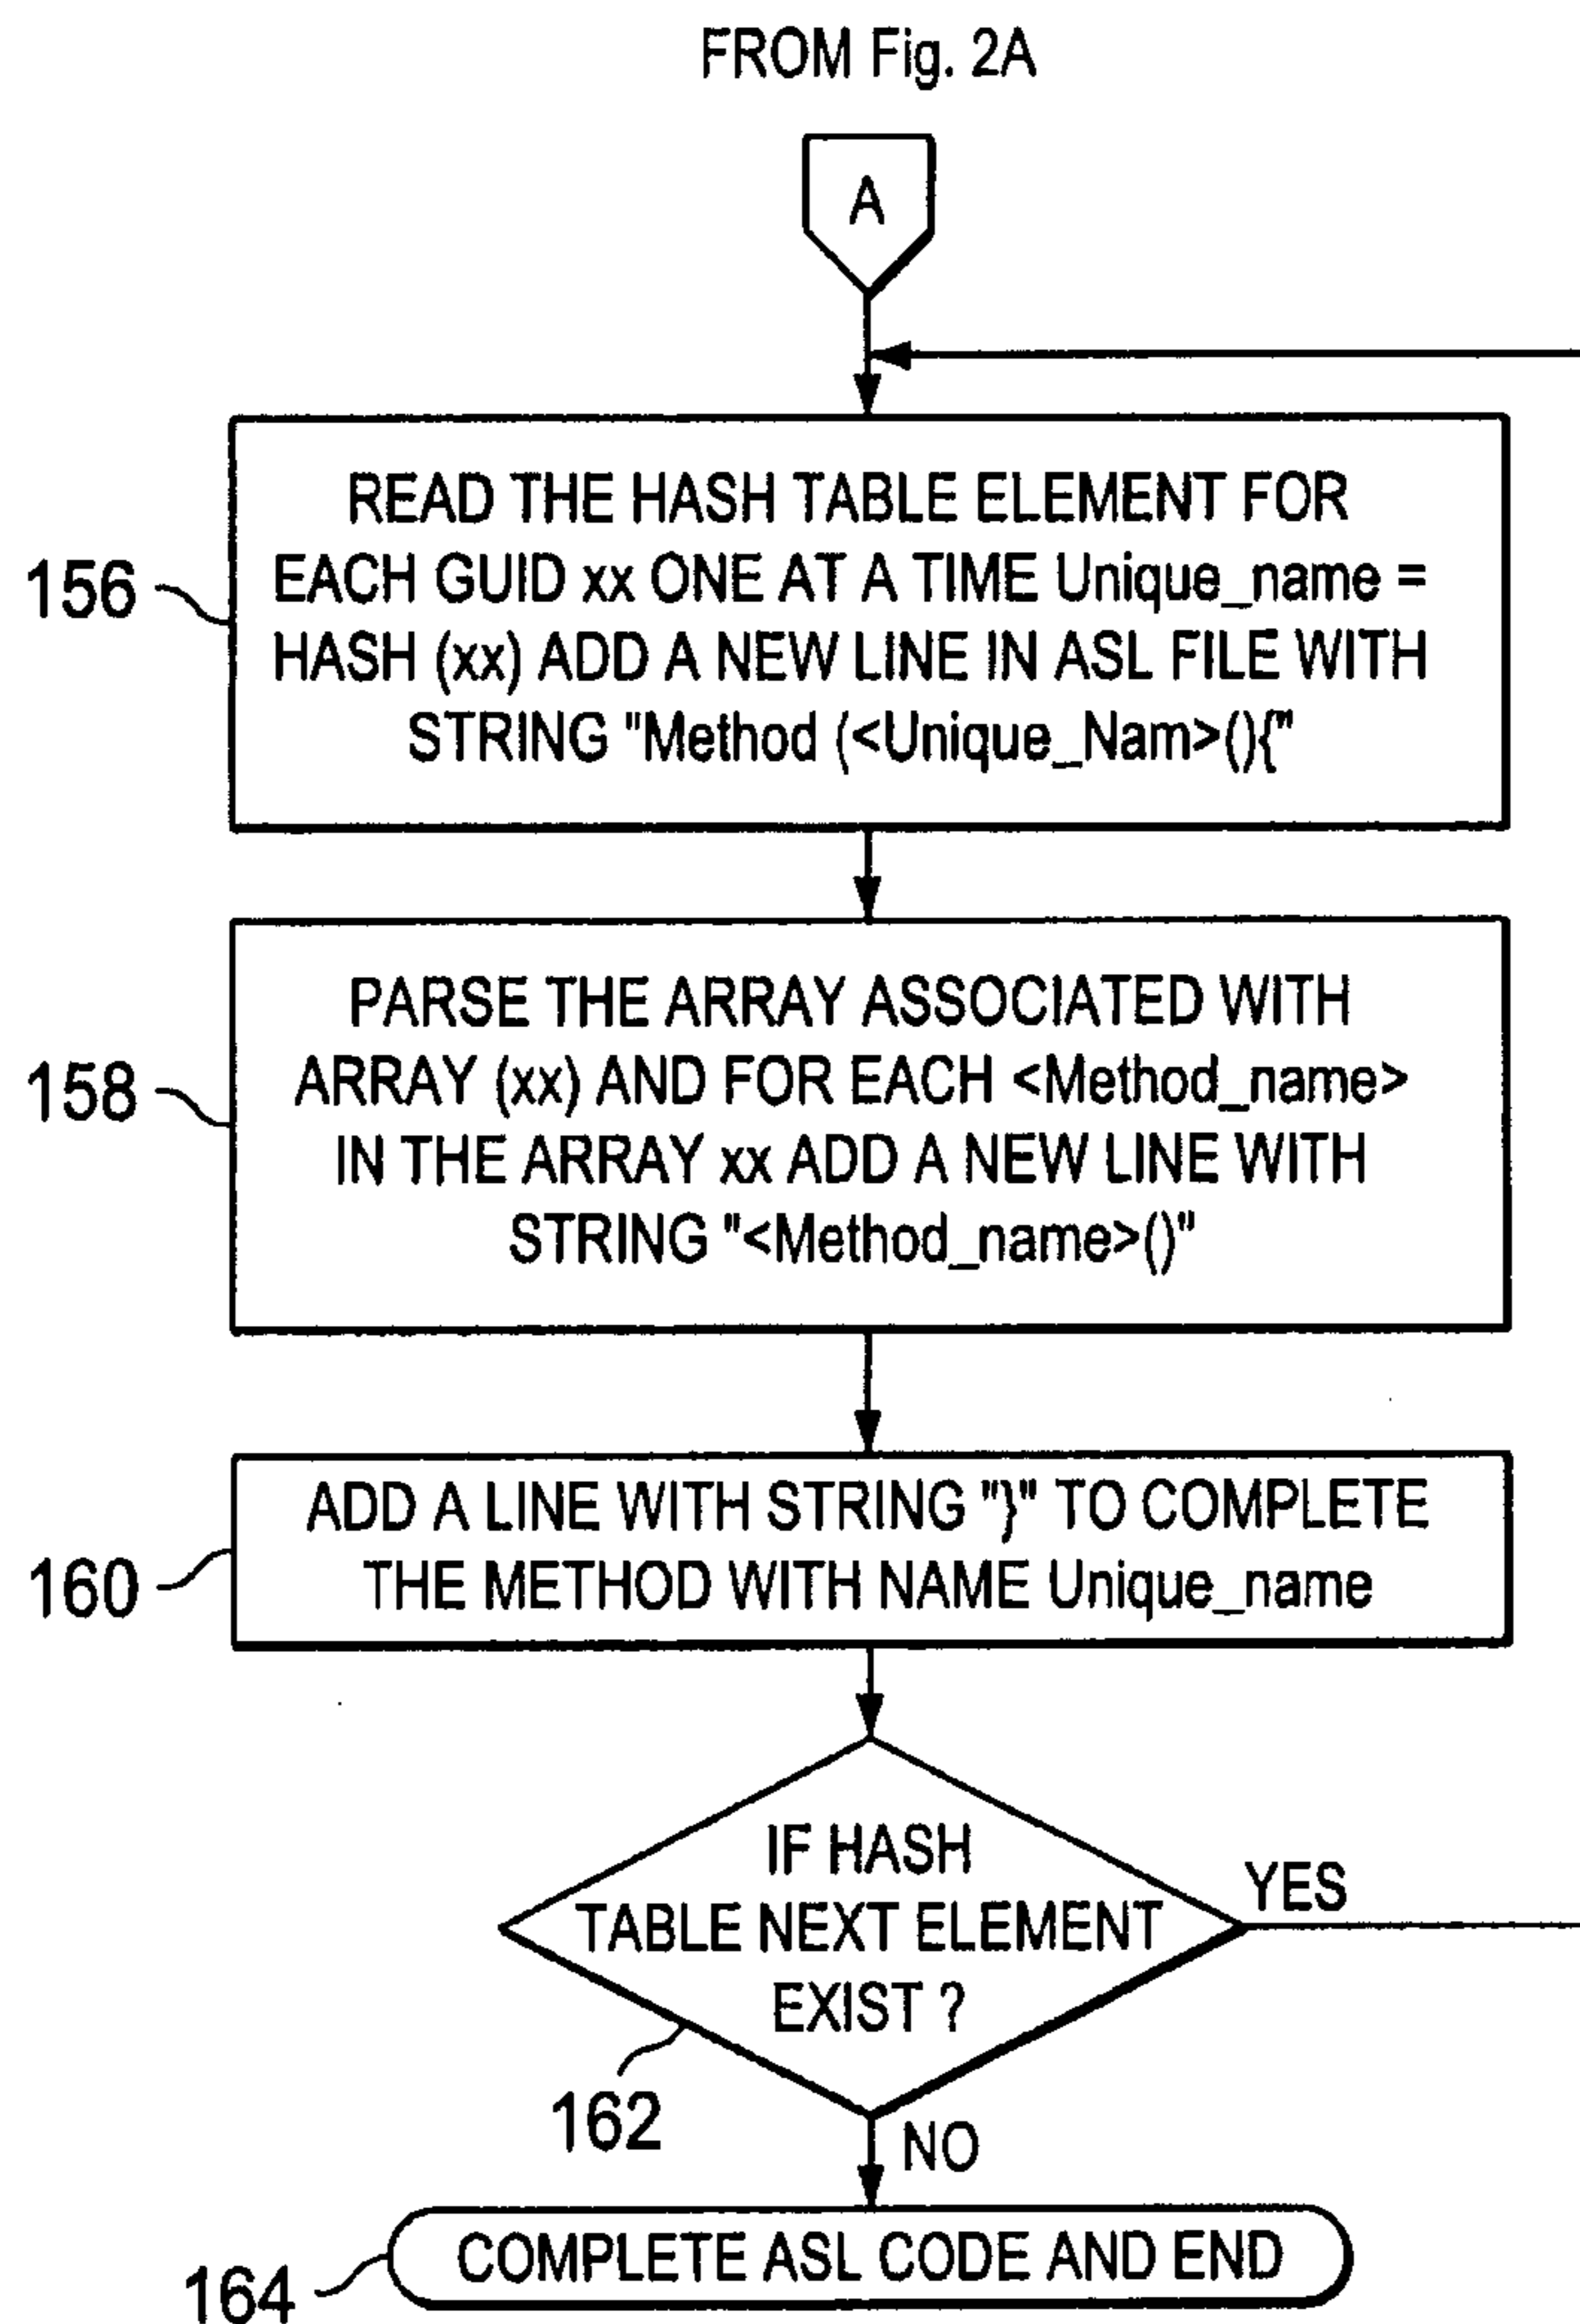 FROM Fig. 2A
A
READ THE HASH TABLE ELEMENT FOR
EACH GUID xx ONE AT A TIME Unique_name =
HASH (xx) ADD A NEW LINE IN ASL FILE WITH
STRING "Method (<Unique_Nam>(){"
156
PARSE THE ARRAY ASSOCIATED WITH
ARRAY (xx) AND FOR EACH <Method_name>
IN THE ARRAY xx ADD A NEW LINE WITH
STRING "<Method_name>()"
158
ADD A LINE WITH STRING "}" TO COMPLETE
THE METHOD WITH NAME Unique_name
160
IF HASH
TABLE NEXT ELEMENT
EXIST ?
YES
162
NO
COMPLETE ASL CODE AND END
164